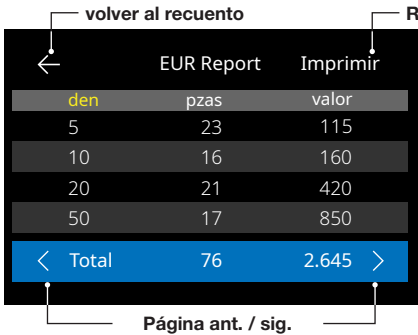 volver al recuento R
EUR Report Imprimir
den pzas valor
5 23 115
10 16 160
20 21 420
50 17 850
Total 76 2.645
Página ant. / sig.